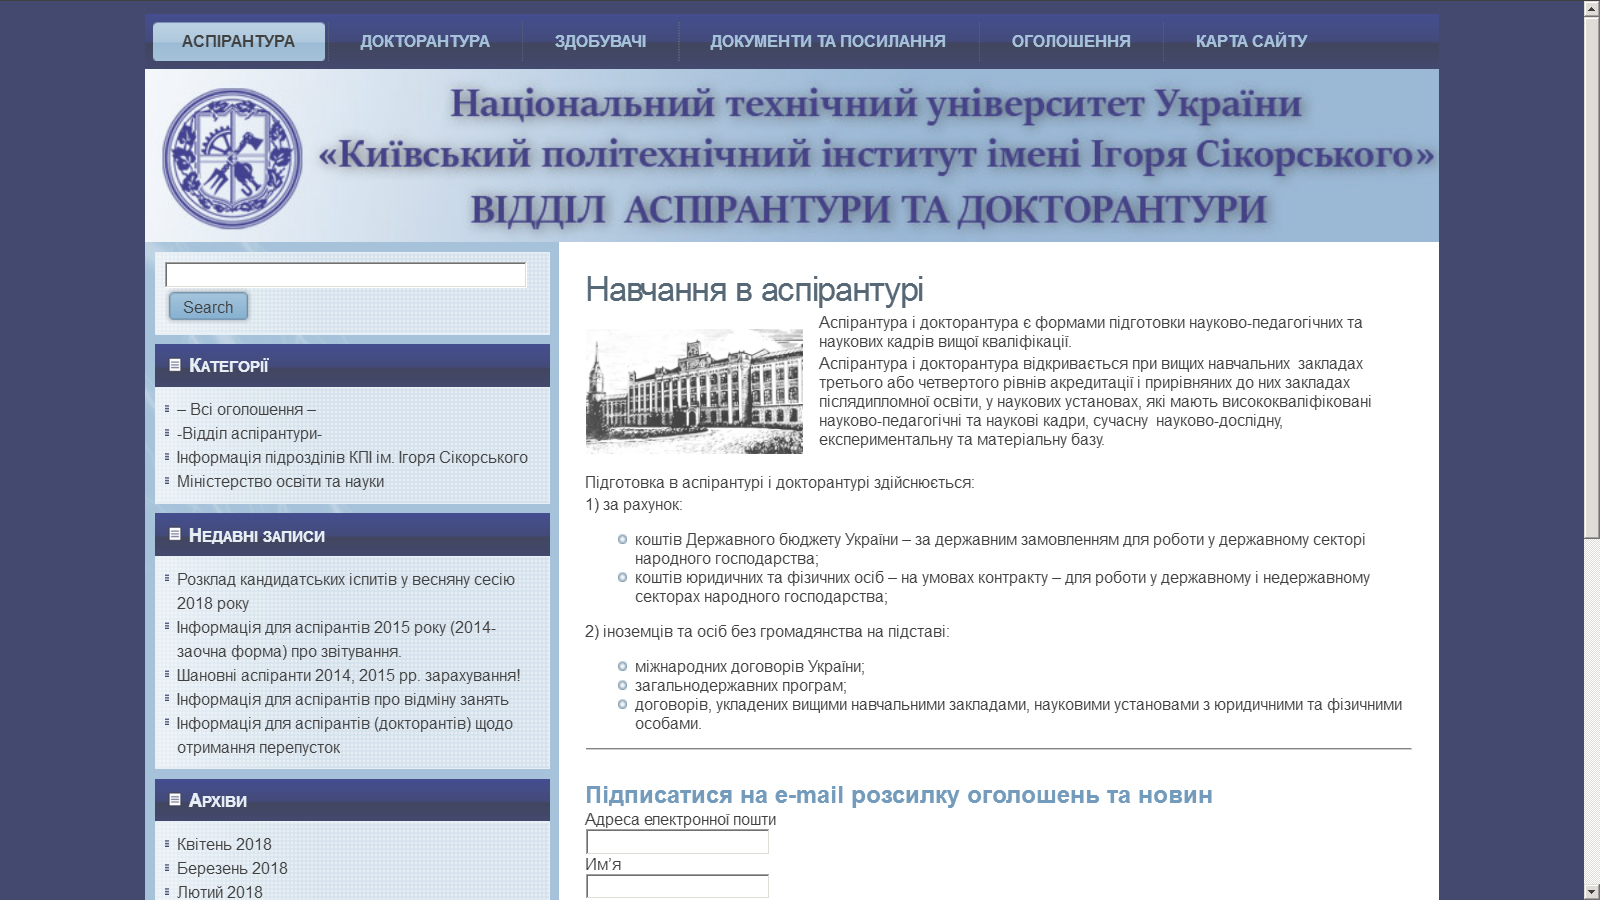 АСПІРАНТУРА ДОКТОРАНТУРА ЗДОБУВАЧІ ДОКУМЕНТИ ТА ПОСИЛАННЯ ОГОЛОШЕННЯ КАРТА САЙТУ
Національний технічний університет України
«Київський політехнічний інститут імені Ігоря Сікорського»
ВІДДІЛ АСПІРАНТУРИ ТА ДОКТОРАНТУРИ
Search
Категорії
– Всі оголошення –
-Відділ аспірантури-
Інформація підрозділів КПІ ім. Ігоря Сікорського
Міністерство освіти та науки
Недавні записи
Розклад кандидатських іспитів у весняну сесію
2018 року
Інформація для аспірантів 2015 року (2014-
заочна форма) про звітування.
Шановні аспіранти 2014, 2015 рр. зарахування!
Інформація для аспірантів про відміну занять
Інформація для аспірантів (докторантів) щодо
отримання перепусток
Архіви
Квітень 2018
Березень 2018
Лютий 2018
Навчання в аспірантурі
Аспірантура і докторантура є формами підготовки науково-педагогічних та
наукових кадрів вищої кваліфікації.
Аспірантура і докторантура відкривається при вищих навчальних закладах
третього або четвертого рівнів акредитації і прирівняних до них закладах
післядипломної освіти, у наукових установах, які мають висококваліфіковані
науково-педагогічні та наукові кадри, сучасну науково-дослідну,
експериментальну та матеріальну базу.
Підготовка в аспірантурі і докторантурі здійснюється:
1) за рахунок:
коштів Державного бюджету України – за державним замовленням для роботи у державному секторі
народного господарства;
коштів юридичних та фізичних осіб – на умовах контракту – для роботи у державному і недержавному
секторах народного господарства;
2) іноземців та осіб без громадянства на підставі:
міжнародних договорів України;
загальнодержавних програм;
договорів, укладених вищими навчальними закладами, науковими установами з юридичними та фізичними
особами.
Підписатися на e-mail розсилку оголошень та новин
Адреса електронної пошти
Им’я